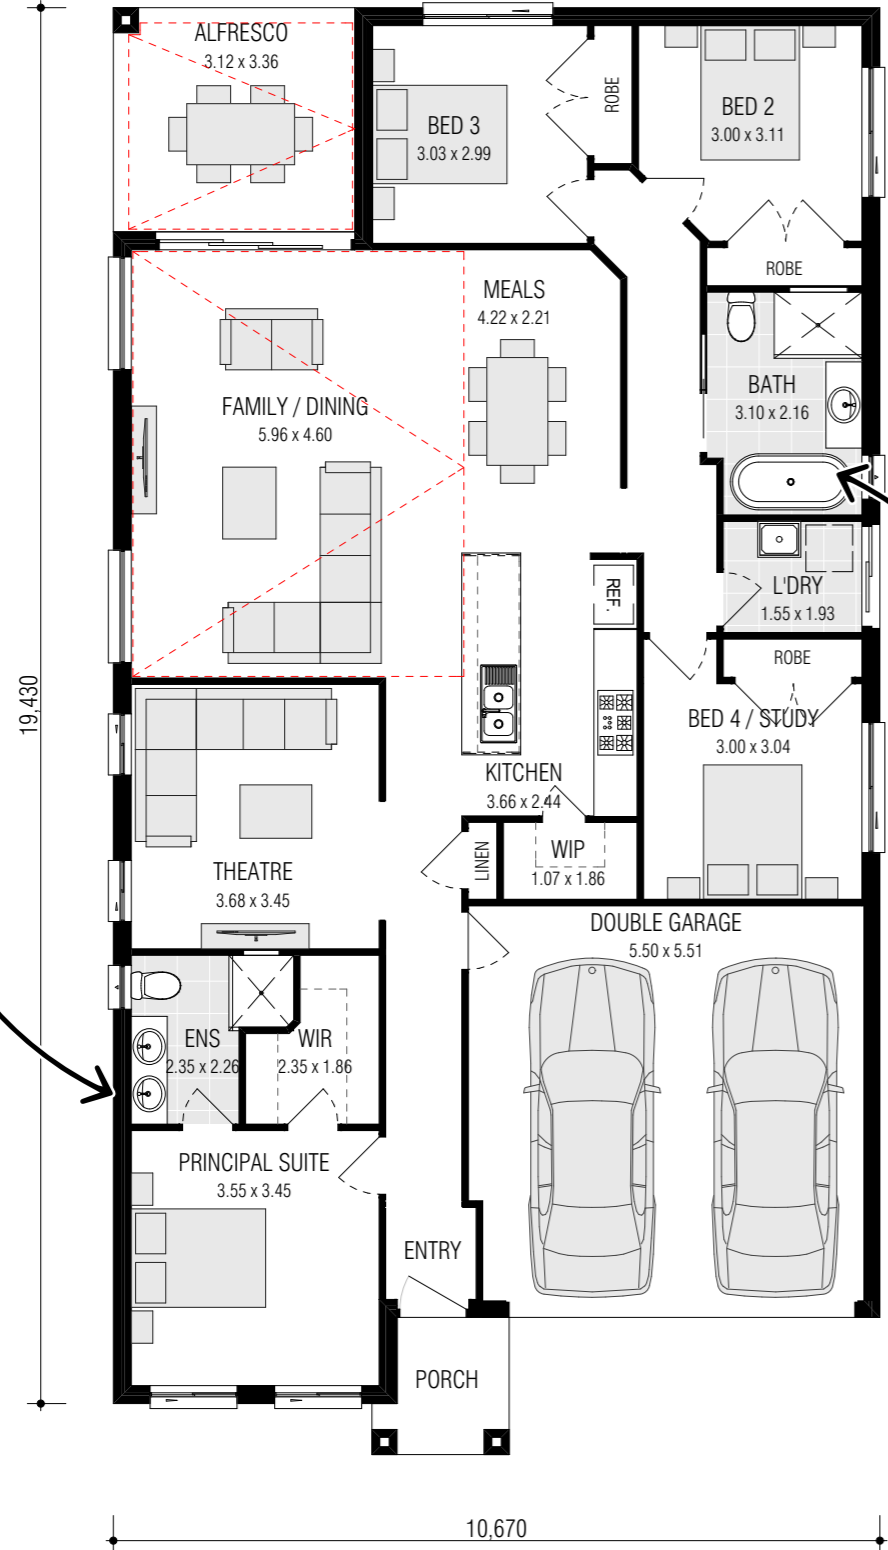 ALFRESCO
3.12 x 3.36
BED 3
3.03 x 2.99
ROBE
BED 2
3.00 x 3.11
ROBE
MEALS
4.22 x 2.21
FAMILY / DINING
5.96 x 4.60
BATH
3.10 x 2.16
L'DRY
1.55 x 1.93
REF.
ROBE
BED 4 / STUDY
3.00 x 3.04
19,430
KITCHEN
3.66 x 2.44
LINEN
WIP
1.07 x 1.86
THEATRE
3.68 x 3.45
DOUBLE GARAGE
5.50 x 5.51
ENS
2.35 x 2.26
WIR
2.35 x 1.86
PRINCIPAL SUITE
3.55 x 3.45
ENTRY
PORCH
10,670